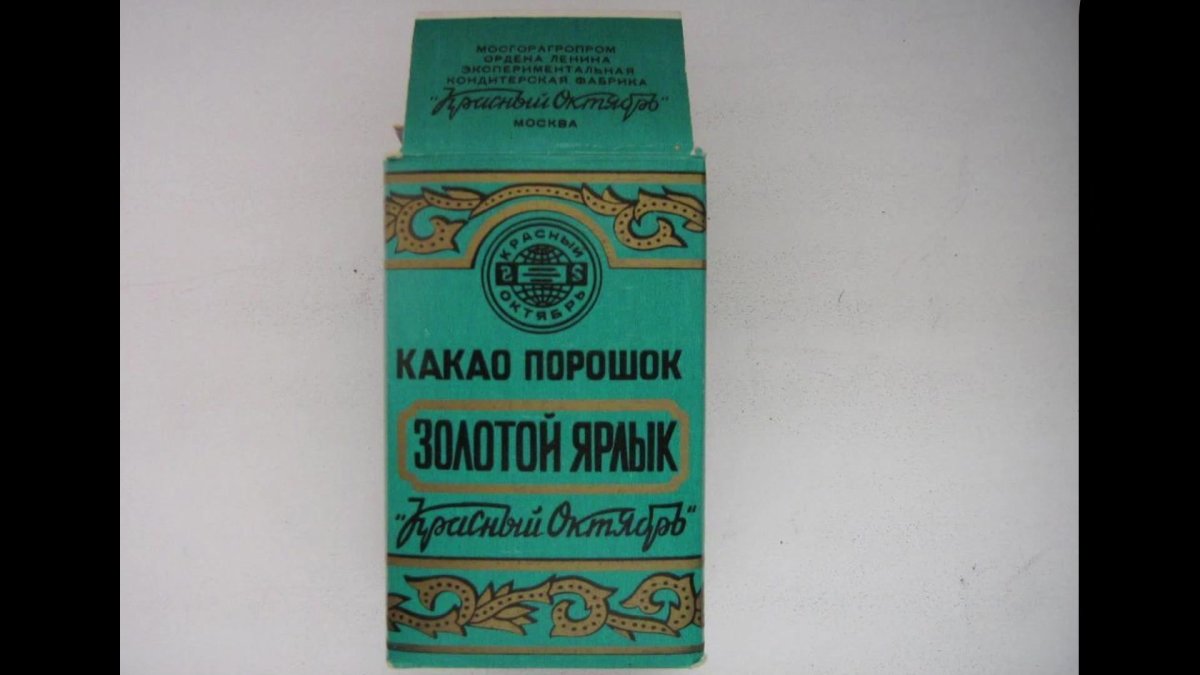 МОСГОРАГРОПРОМ
ОРДЕНА ЛЕНИНА
ЭКСПЕРИМЕНТАЛЬНАЯ
КОНДИТЕРСКАЯ ФАБРИКА
"Красный Октябрь"
МОСКВА
КРАСНЫЙ
ОКТЯБРЬ
КАКАО ПОРОШОК
ЗОЛОТОЙ ЯРЛЫК
"Красный Октябрь"